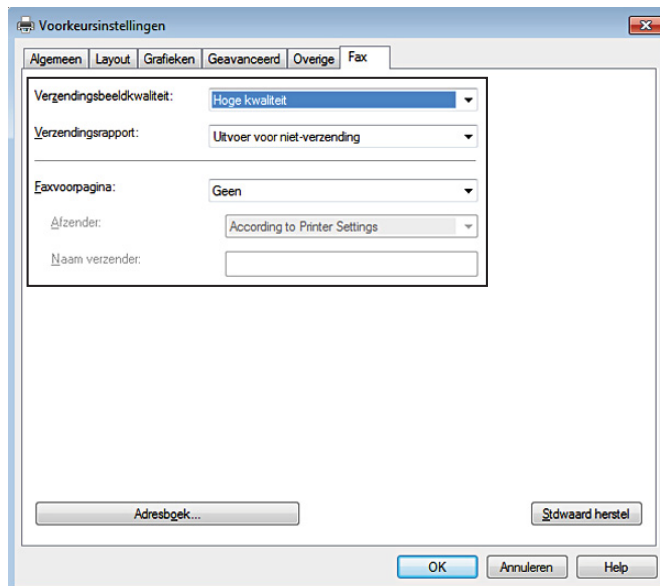 Voorkeursinstellingen
Algemeen Layout Grafieken Geavanceerd Overige Fax
Verzendingsbeeldkwaliteit: Hoge kwaliteit
Verzendingsrapport: Uitvoer voor niet-verzending
Faxvoorpagina: Geen
Afzender: According to Printer Settings
Naam verzender:
Adresboek... Stdwaard herstel
OK Annuleren Help